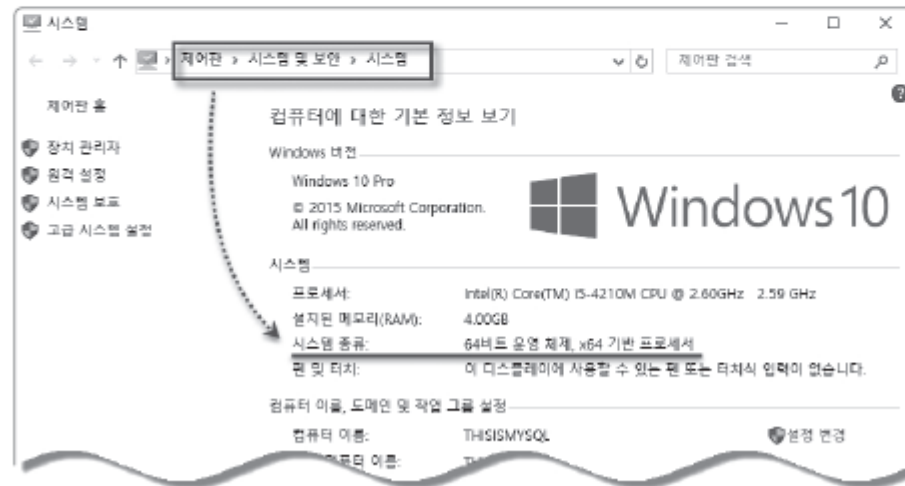 시스템
제어판 > 시스템 및 보안 > 시스템
제어판 검색
제어판 홈
장치 관리자
원격 설정
시스템 보호
고급 시스템 설정
컴퓨터에 대한 기본 정보 보기
Windows 버전
Windows 10 Pro
© 2015 Microsoft Corporation.
All rights reserved.
Windows 10
시스템
프로세서: Intel(R) Core(TM) i5-4210M CPU @ 2.60GHz 2.59 GHz
설치된 메모리(RAM): 4.00GB
시스템 종류: 64비트 운영 체제, x64 기반 프로세서
펜 및 터치: 이 디스플레이에 사용할 수 있는 펜 또는 터치식 입력이 없습니다.
컴퓨터 이름, 도메인 및 작업 그룹 설정
컴퓨터 이름: THISISMYSQL 설정 변경
이름: